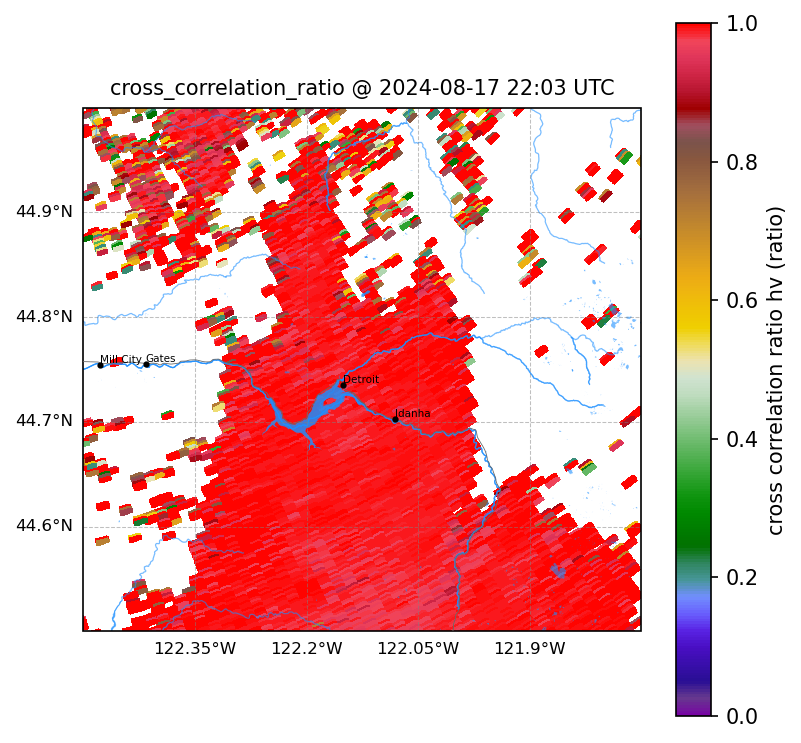 cross_correlation_ratio @ 2024-08-17 22:03 UTC
1.0
0.8
0.6
0.4
0.2
0.0
cross correlation ratio hv (ratio)
44.9°N
44.8°N
44.7°N
44.6°N
Mill City
Gates
Detroit
Idanha
122.35°W
122.2°W
122.05°W
121.9°W